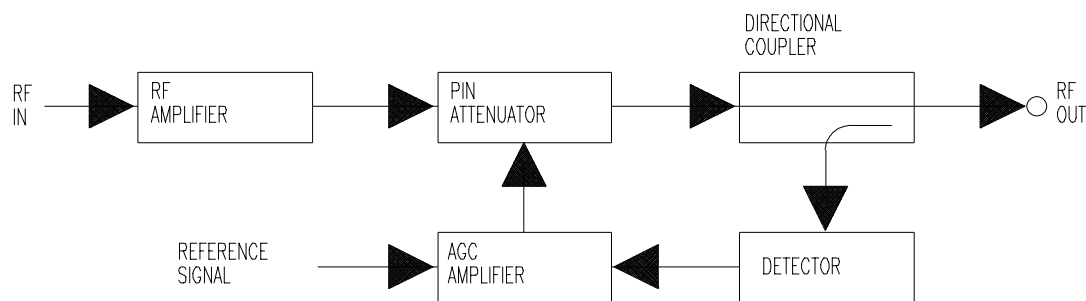 DIRECTIONAL
COUPLER
RF
IN
RF
AMPLIFIER
PIN
ATTENUATOR
RF
OUT
REFERENCE
SIGNAL
AGC
AMPLIFIER
DETECTOR